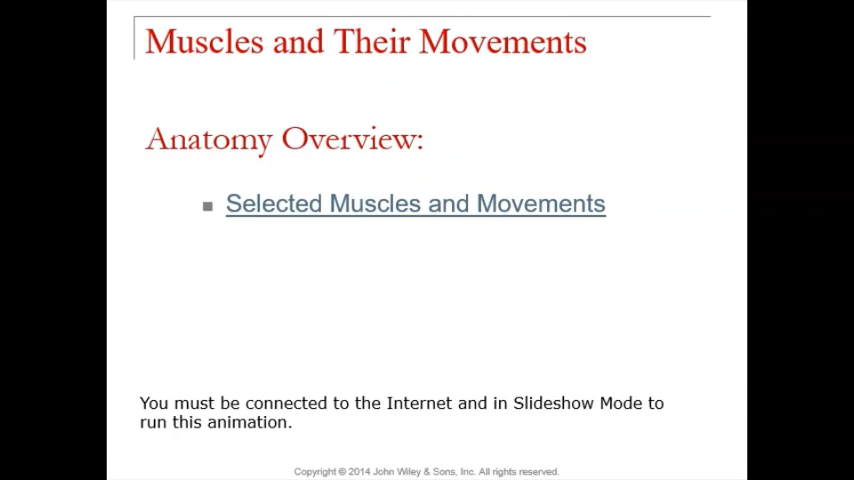 Muscles and Their Movements
Anatomy Overview:
Selected Muscles and Movements
You must be connected to the Internet and in Slideshow Mode to
run this animation.
Copyright © 2014 John Wiley & Sons, Inc. All rights reserved.